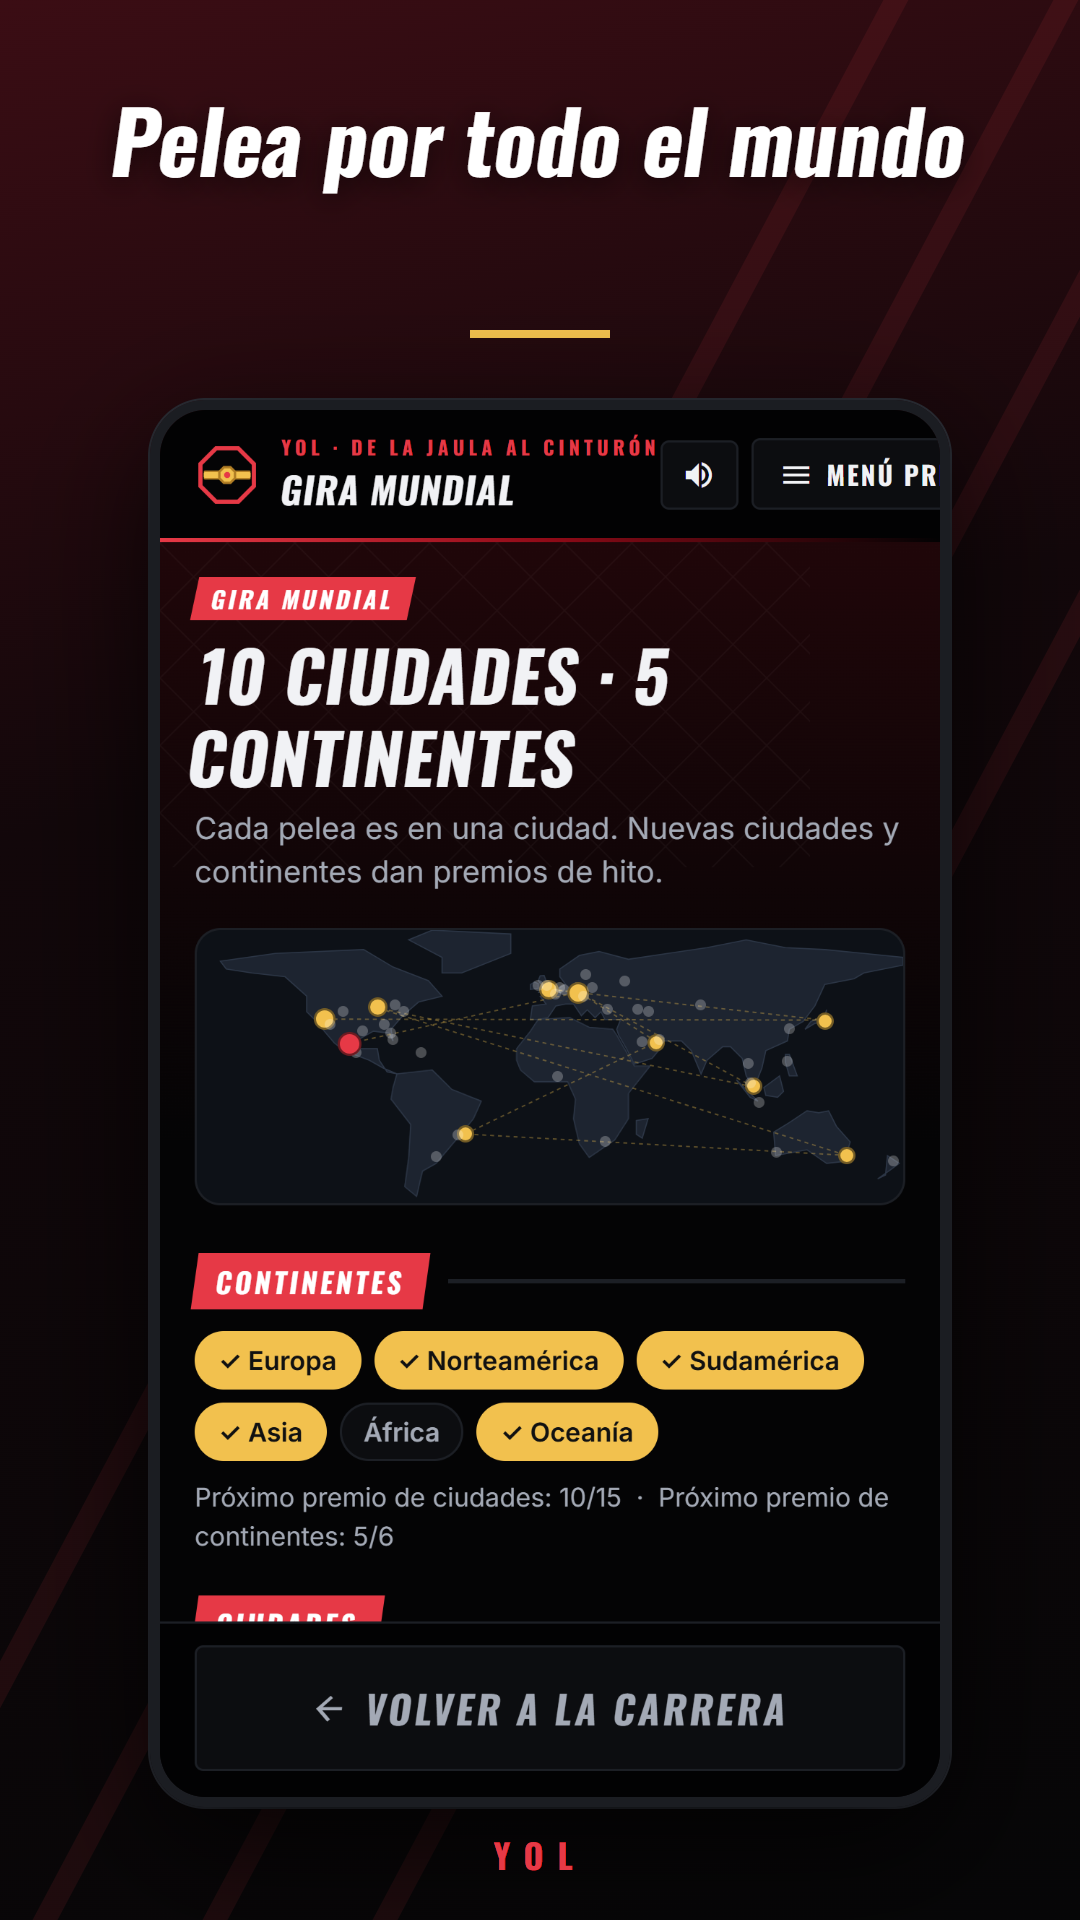 Pelea por todo el mundo
YOL · DE LA JAULA AL CINTURÓN
GIRA MUNDIAL
MENÚ PR
GIRA MUNDIAL
10 CIUDADES · 5
CONTINENTES
Cada pelea es en una ciudad. Nuevas ciudades y
continentes dan premios de hito.
CONTINENTES
✓ Europa ✓ Norteamérica ✓ Sudamérica
✓ Asia África ✓ Oceanía
Próximo premio de ciudades: 10/15 · Próximo premio de
continentes: 5/6
CIUDADES
← VOLVER A LA CARRERA
YOL